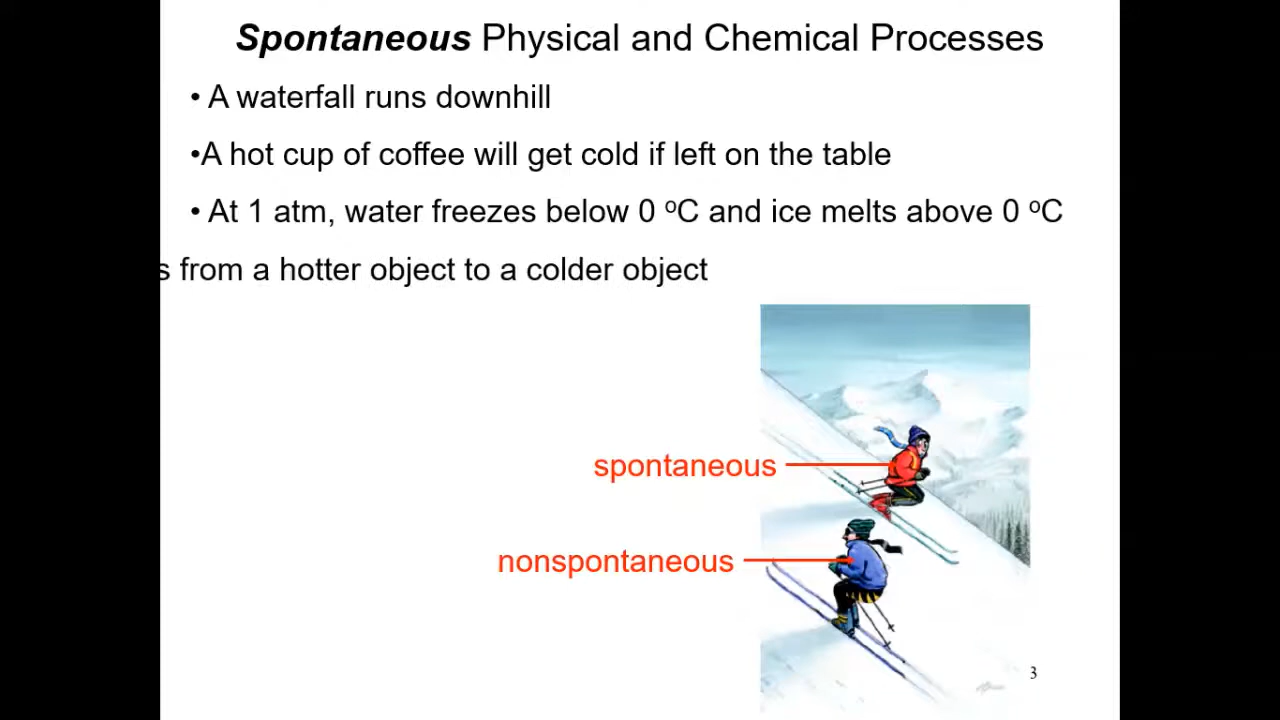 Spontaneous Physical and Chemical Processes
• A waterfall runs downhill
•A hot cup of coffee will get cold if left on the table
• At 1 atm, water freezes below 0 ºC and ice melts above 0 ºC
s from a hotter object to a colder object
spontaneous
nonspontaneous
3